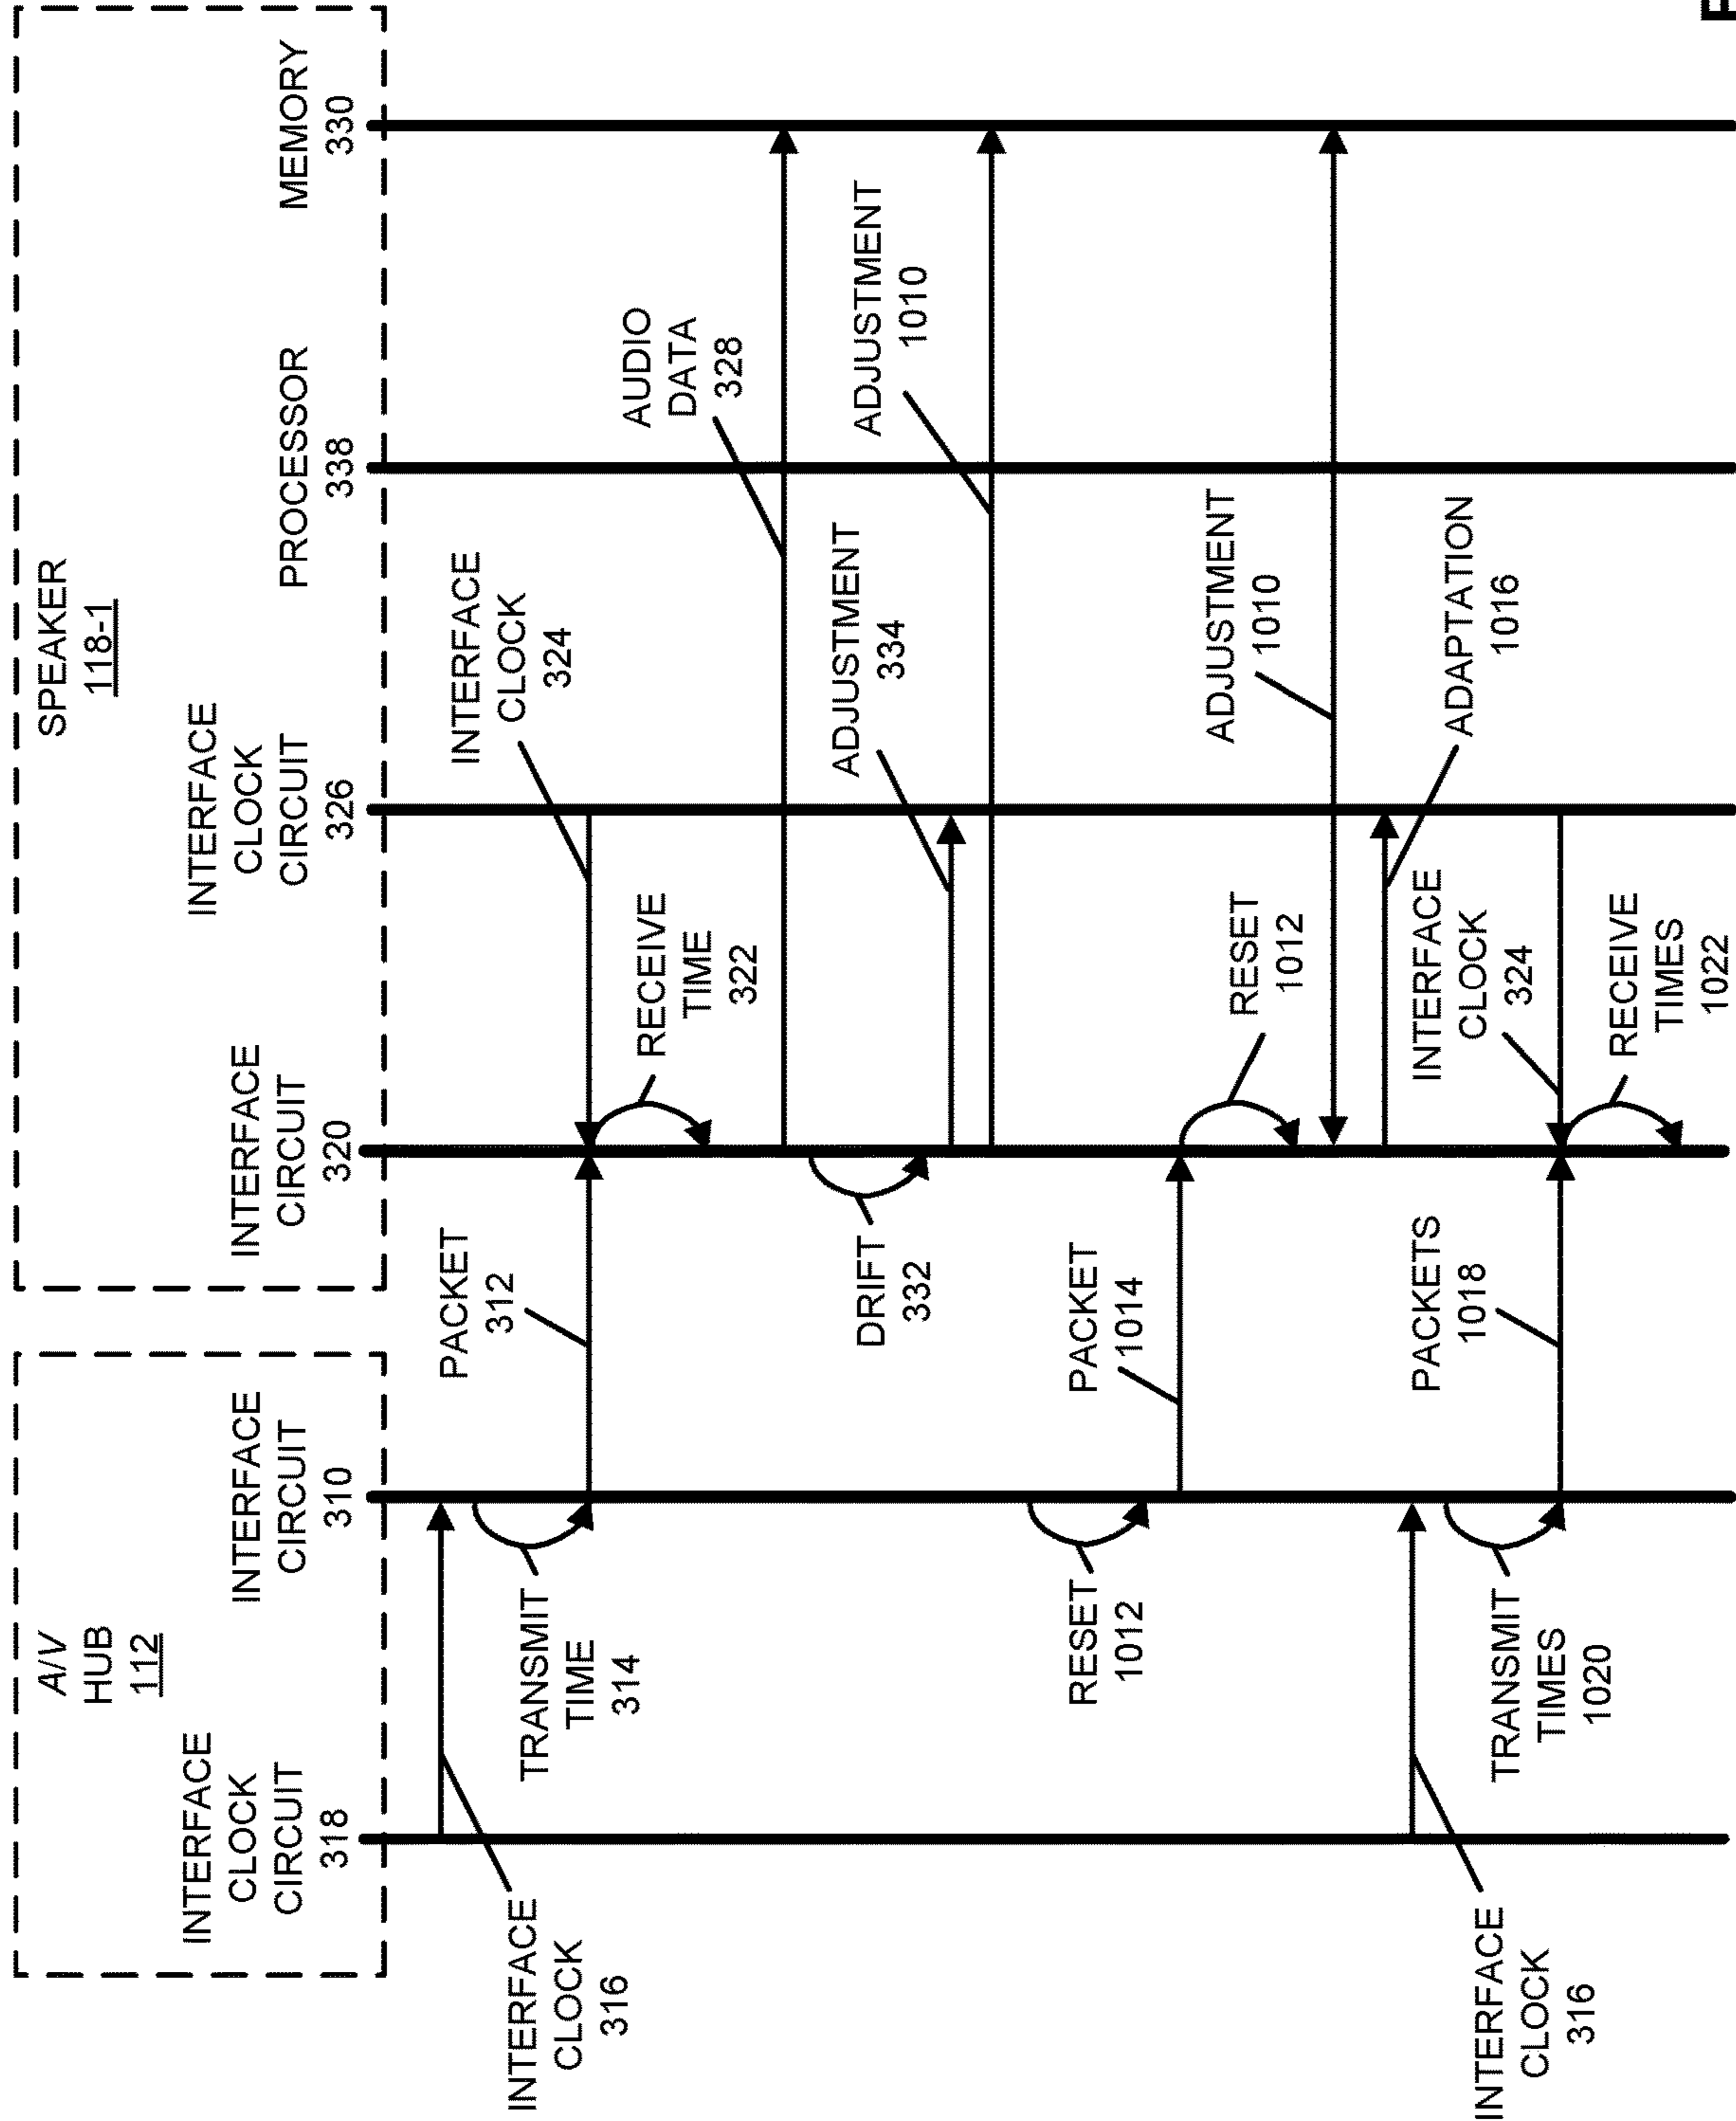 A/V
HUB
112
INTERFACE
CLOCK
CIRCUIT
318
INTERFACE
CIRCUIT
310
SPEAKER
118-1
INTERFACE
CIRCUIT
320
INTERFACE
CLOCK
CIRCUIT
326
PROCESSOR
338
MEMORY
330
INTERFACE
CLOCK
316
TRANSMIT
TIME
314
PACKET
312
INTERFACE
CLOCK
324
RECEIVE
TIME
322
AUDIO
DATA
328
DRIFT
332
ADJUSTMENT
334
ADJUSTMENT
1010
RESET
1012
PACKET
1014
RESET
1012
ADJUSTMENT
1010
ADAPTATION
1016
INTERFACE
CLOCK
316
TRANSMIT
TIMES
1020
PACKETS
1018
INTERFACE
CLOCK
324
RECEIVE
TIMES
1022